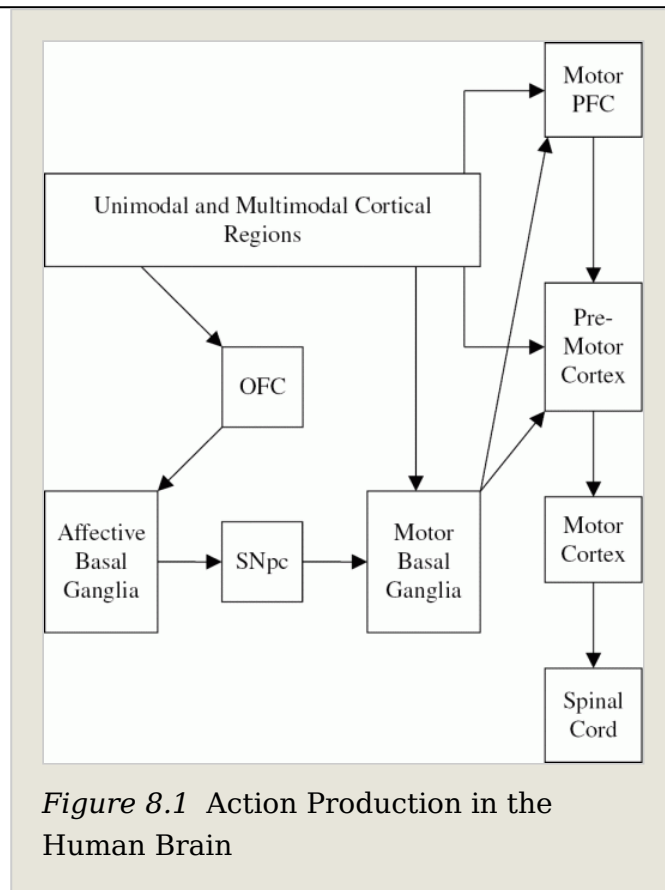 Motor
PFC
Unimodal and Multimodal Cortical
Regions
Pre-
Motor
Cortex
OFC
Affective
Basal
Ganglia
SNpc
Motor
Basal
Ganglia
Motor
Cortex
Spinal
Cord
Figure 8.1 Action Production in the
Human Brain